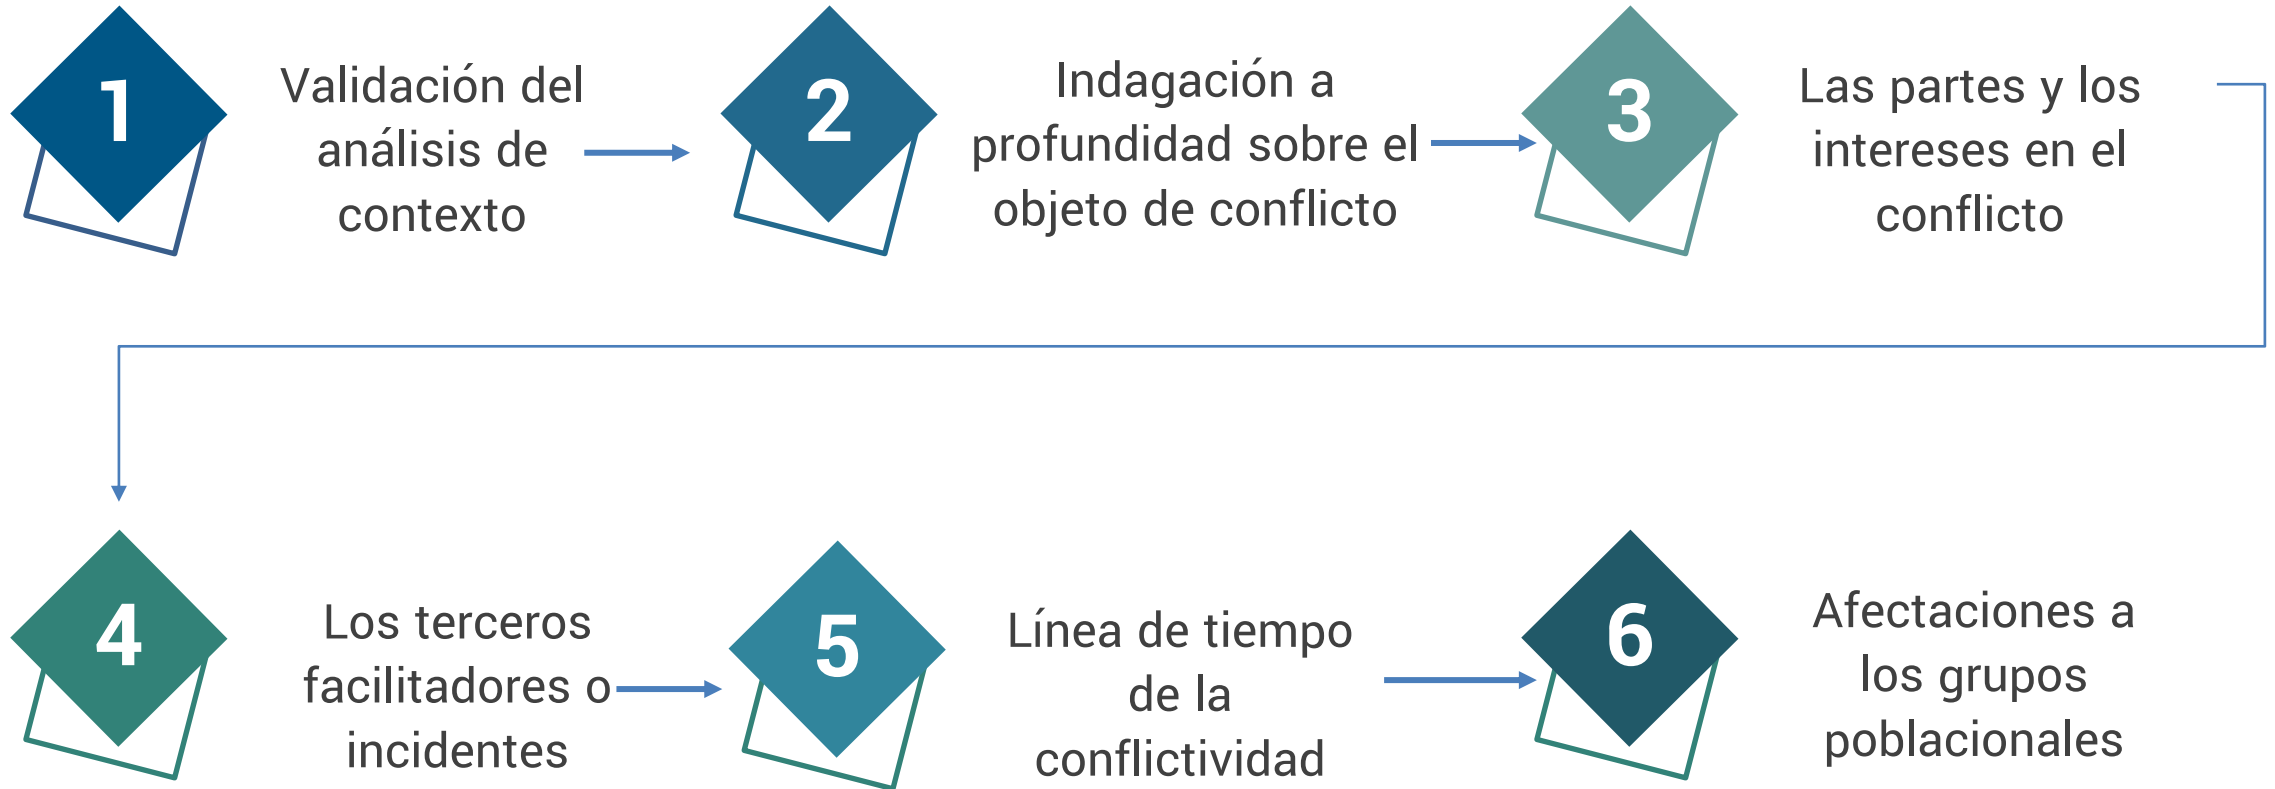 1
Validación del
análisis de
contexto
2
Indagación a
profundidad sobre el
objeto de conflicto
3
Las partes y los
intereses en el
conflicto
4
Los terceros
facilitadores o
incidentes
5
Línea de tiempo
de la
conflictividad
6
Afectaciones a
los grupos
poblacionales